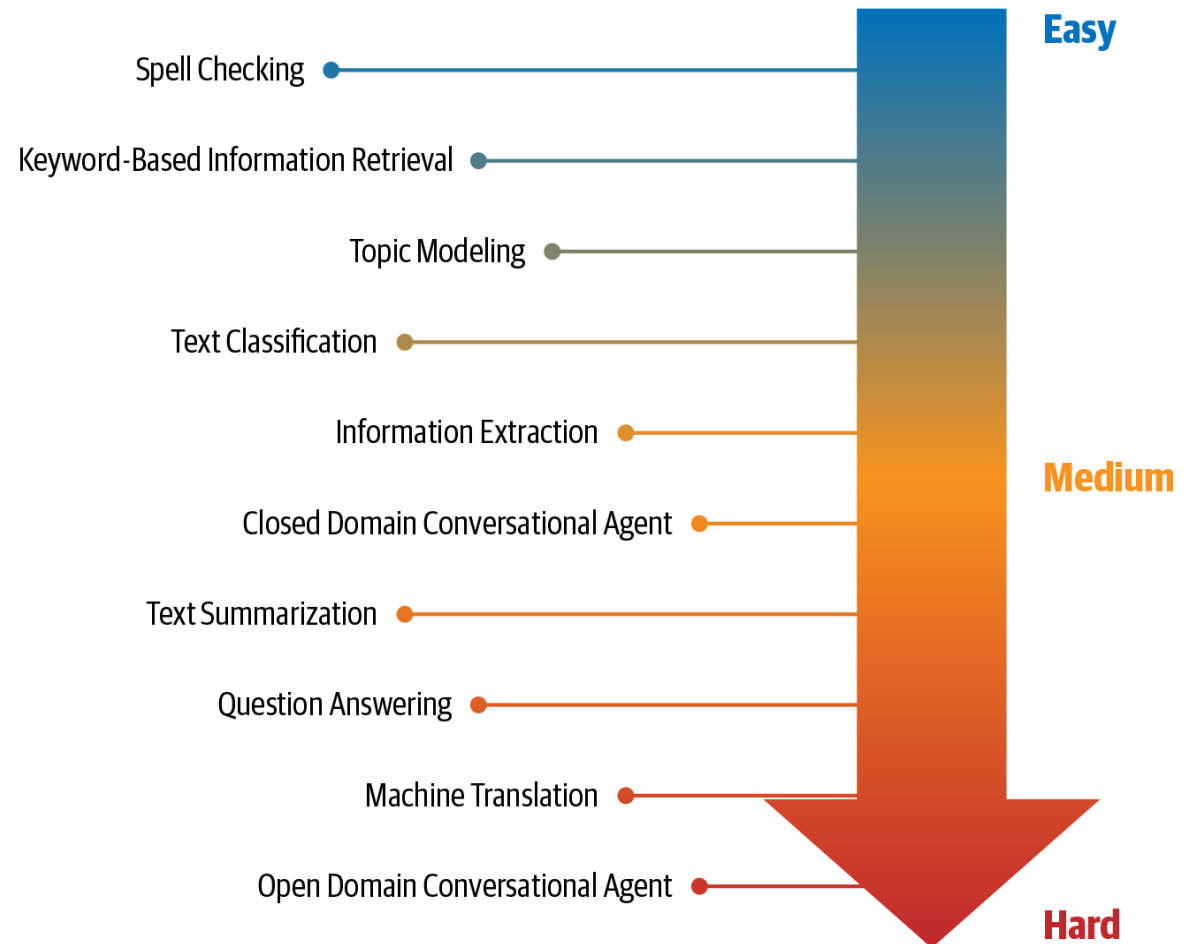 Easy
Spell Checking
Keyword-Based Information Retrieval
Topic Modeling
Text Classification
Information Extraction
Medium
Closed Domain Conversational Agent
Text Summarization
Question Answering
Machine Translation
Open Domain Conversational Agent
Hard